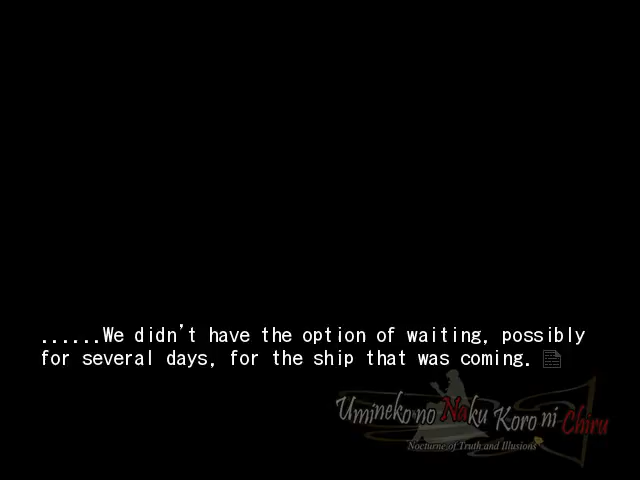 ......We didn't have the option of waiting, possibly
for several days, for the ship that was coming.
Umineko no Naku Koro ni Chiru
Nocturne of Truth and Illusions